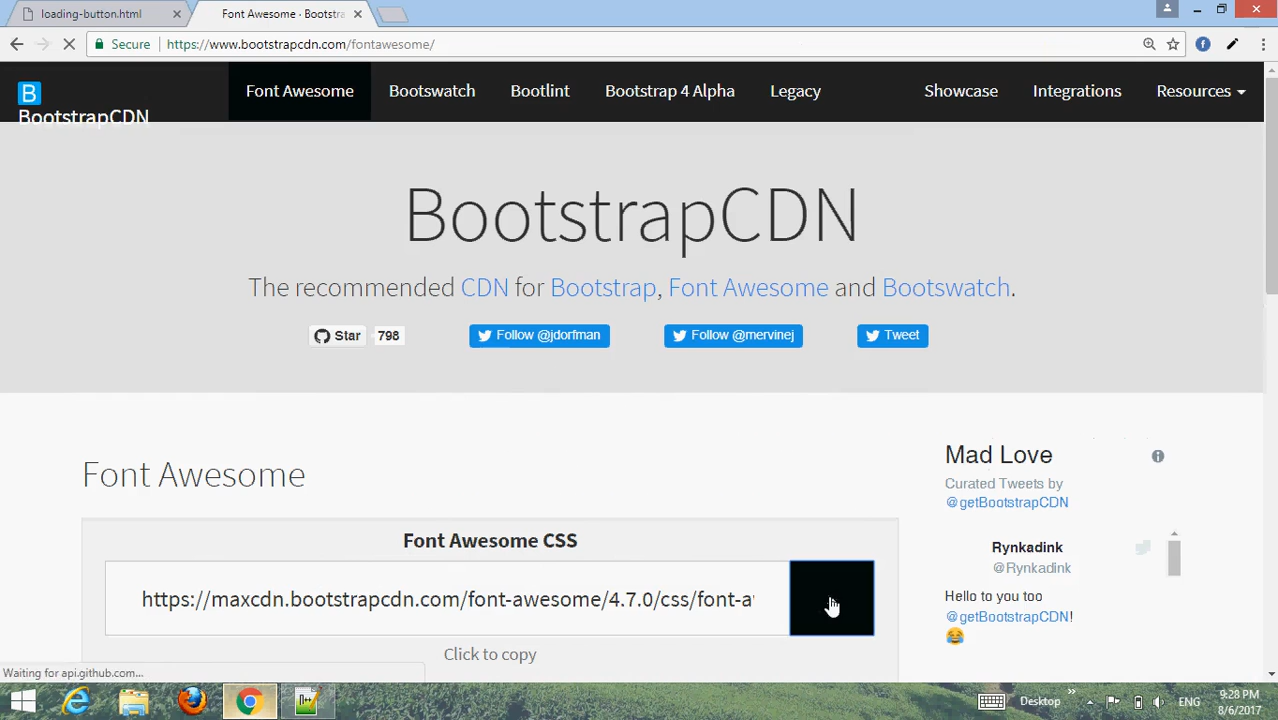 loading-button.html
Font Awesome · Bootstra
Secure
https://www.bootstrapcdn.com/fontawesome/
B
BootstrapCDN
Font Awesome
Bootswatch
Bootlint
Bootstrap 4 Alpha
Legacy
Showcase
Integrations
Resources
BootstrapCDN
The recommended CDN for Bootstrap, Font Awesome and Bootswatch.
Star
798
Follow @jdorfman
Follow @mervinej
Tweet
Font Awesome
Font Awesome CSS
https://maxcdn.bootstrapcdn.com/font-awesome/4.7.0/css/font-a
Click to copy
Mad Love
Curated Tweets by
@getBootstrapCDN
Rynkadink
@Rynkadink
Hello to you too
@getBootstrapCDN!
Waiting for api.github.com...
Desktop
ENG
9:28 PM
8/6/2017